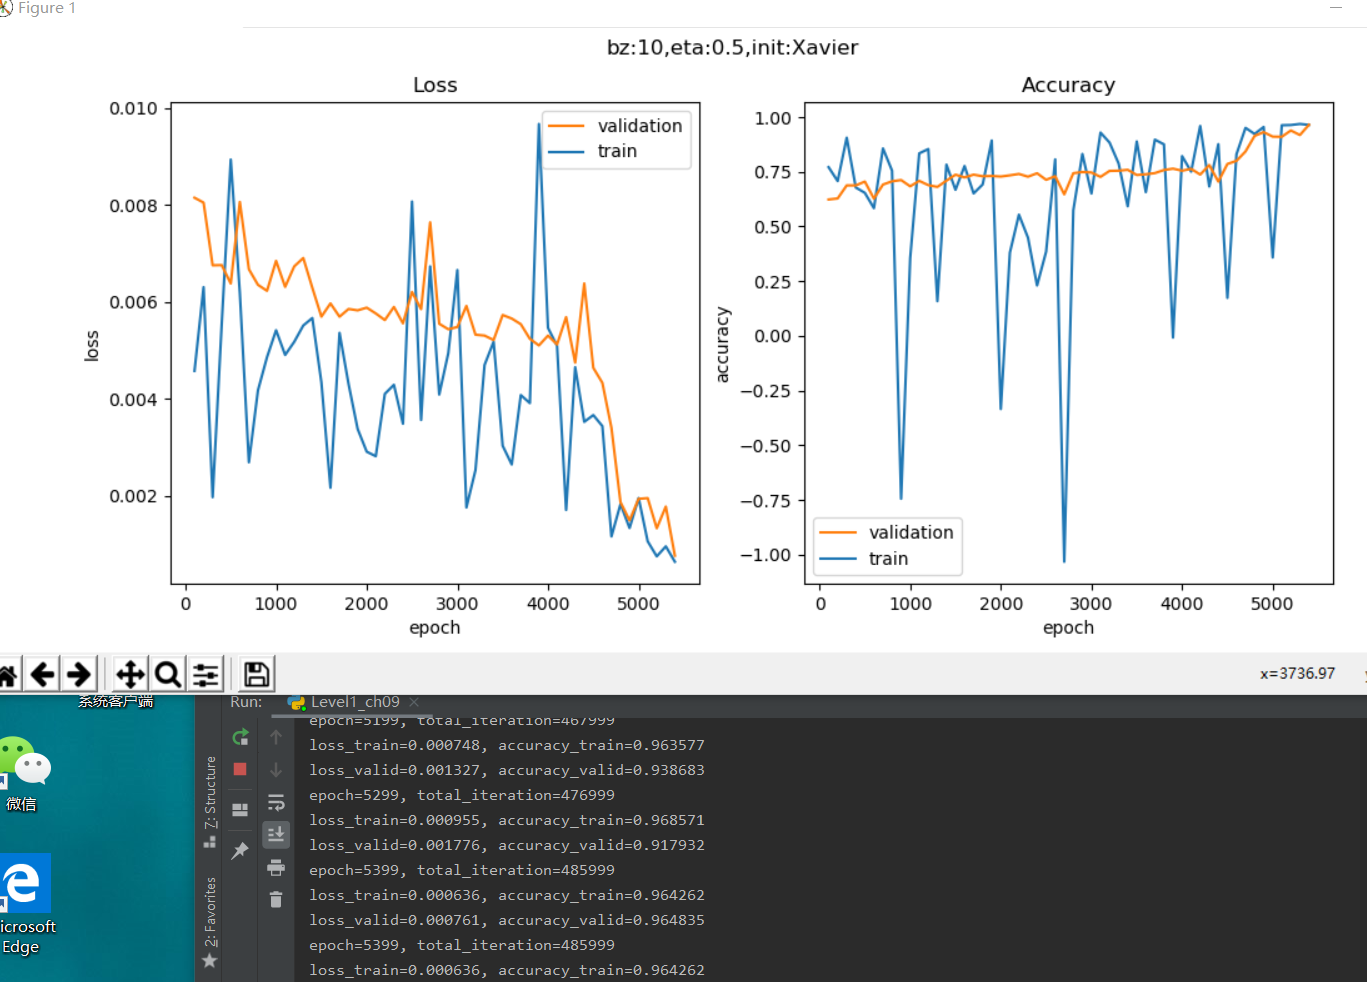 Figure 1
bz:10,eta:0.5,init:Xavier
Loss
0.010
0.008
0.006
0.004
0.002
loss
validation
train
0 1000 2000 3000 4000 5000
epoch
Accuracy
1.00
0.75
0.50
0.25
0.00
−0.25
−0.50
−0.75
−1.00
accuracy
validation
train
0 1000 2000 3000 4000 5000
epoch
x=3736.97
系统客户端
微信
icrosoft
Edge
Run: Level1_ch09
Z: Structure
2: Favorites
epoch=5199, total_iteration=467999
loss_train=0.000748, accuracy_train=0.963577
loss_valid=0.001327, accuracy_valid=0.938683
epoch=5299, total_iteration=476999
loss_train=0.000955, accuracy_train=0.968571
loss_valid=0.001776, accuracy_valid=0.917932
epoch=5399, total_iteration=485999
loss_train=0.000636, accuracy_train=0.964262
loss_valid=0.000761, accuracy_valid=0.964835
epoch=5399, total_iteration=485999
loss_train=0.000636, accuracy_train=0.964262